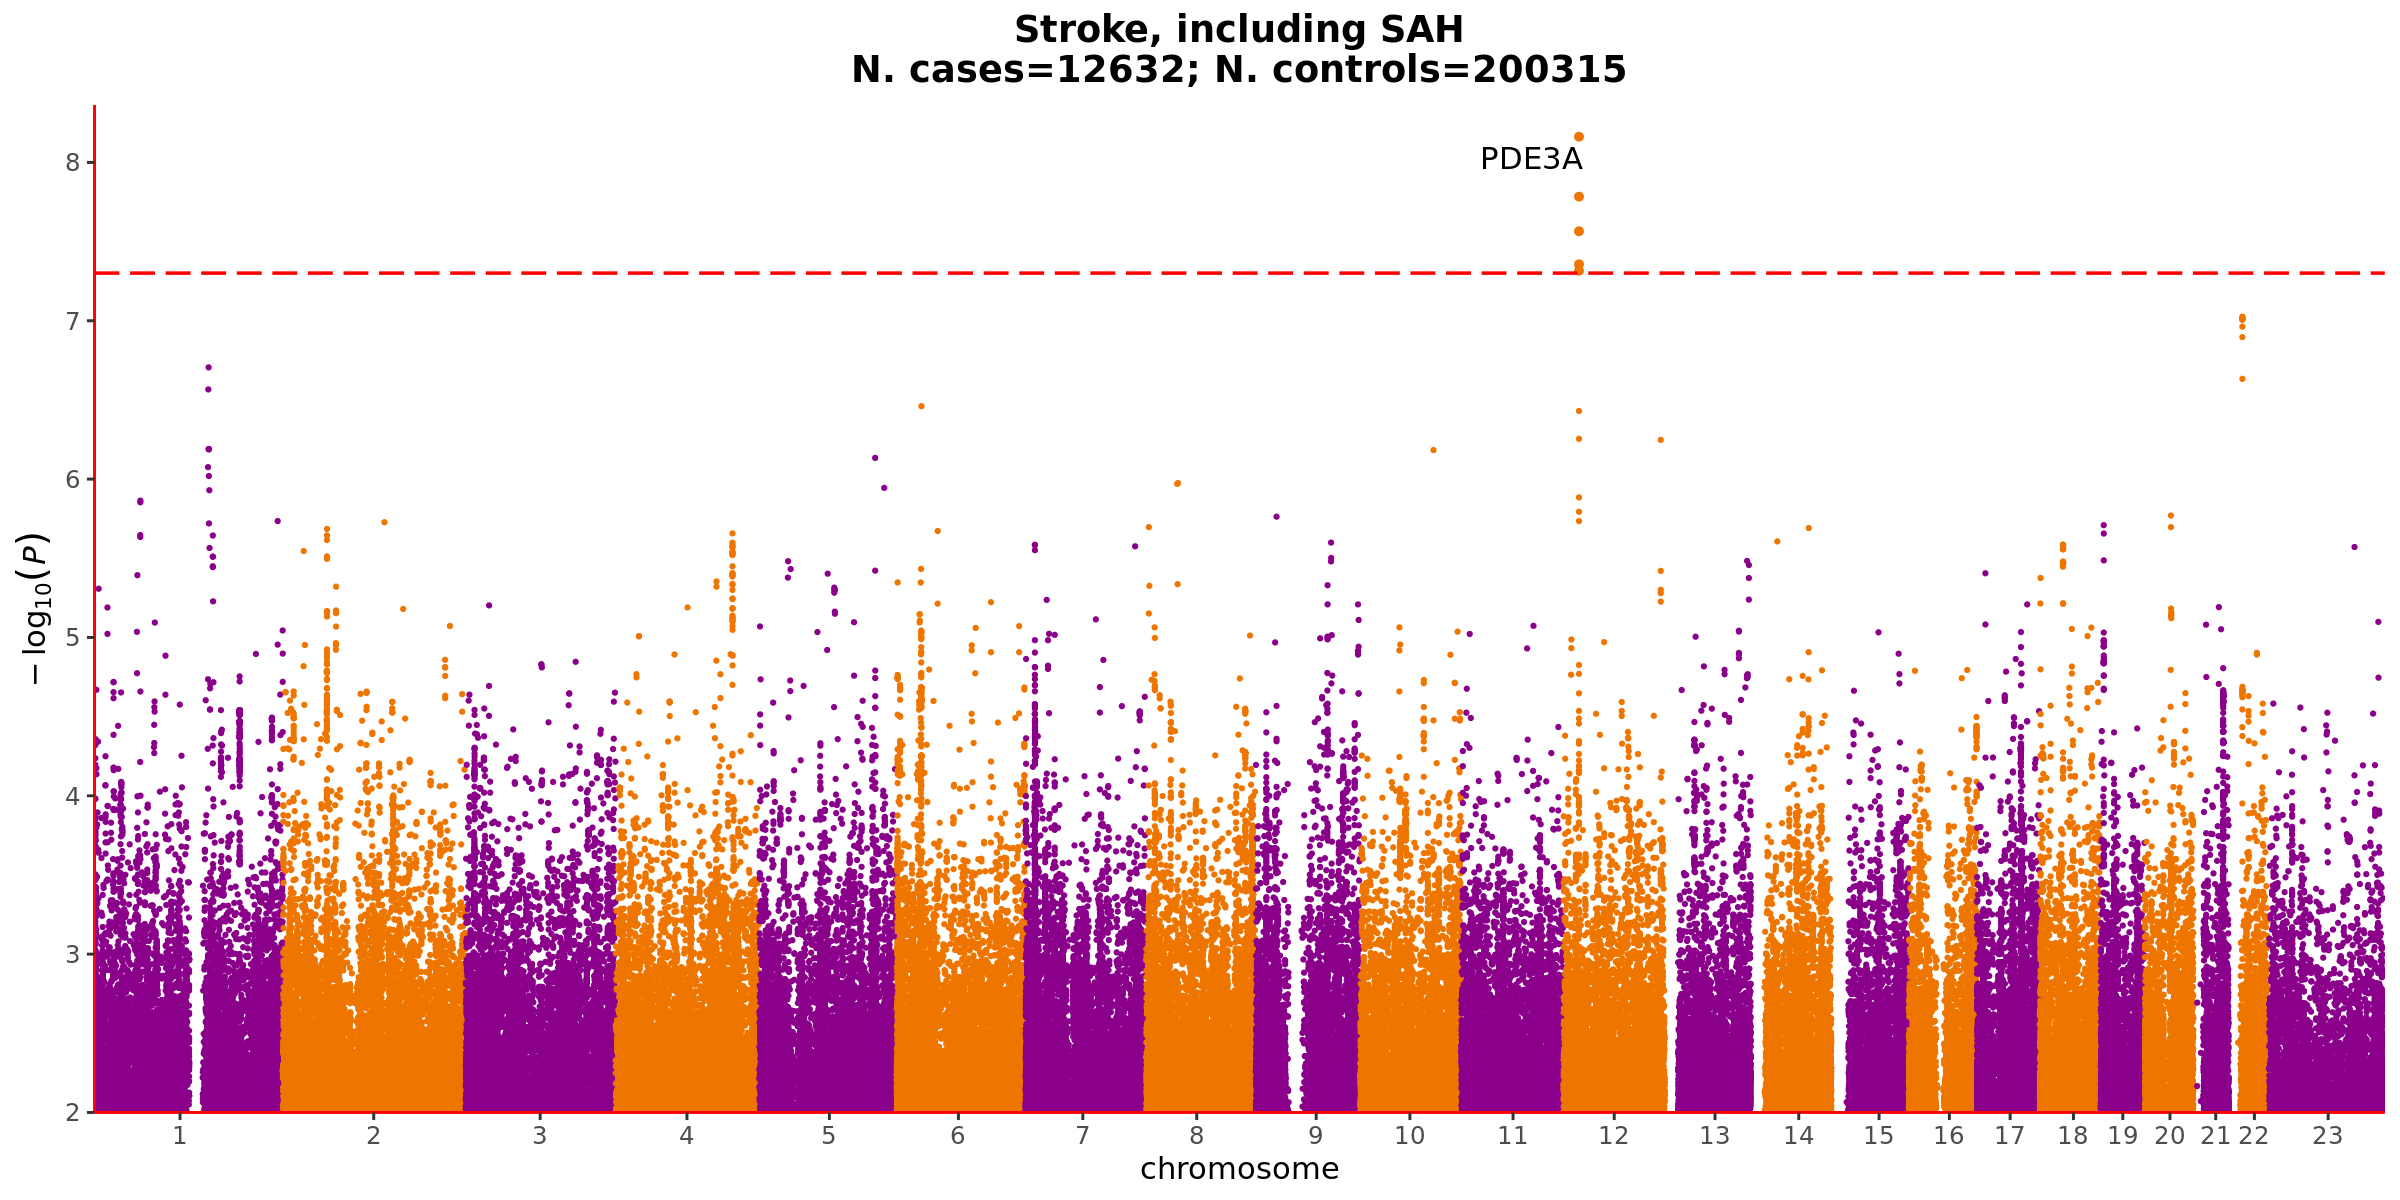 Stroke, including SAH
N. cases=12632; N. controls=200315
PDE3A
8
7
6
5
4
3
2
−log10(P)
1 2 3 4 5 6 7 8 9 10 11 12 13 14 15 16 17 18 19 20 21 22 23
chromosome